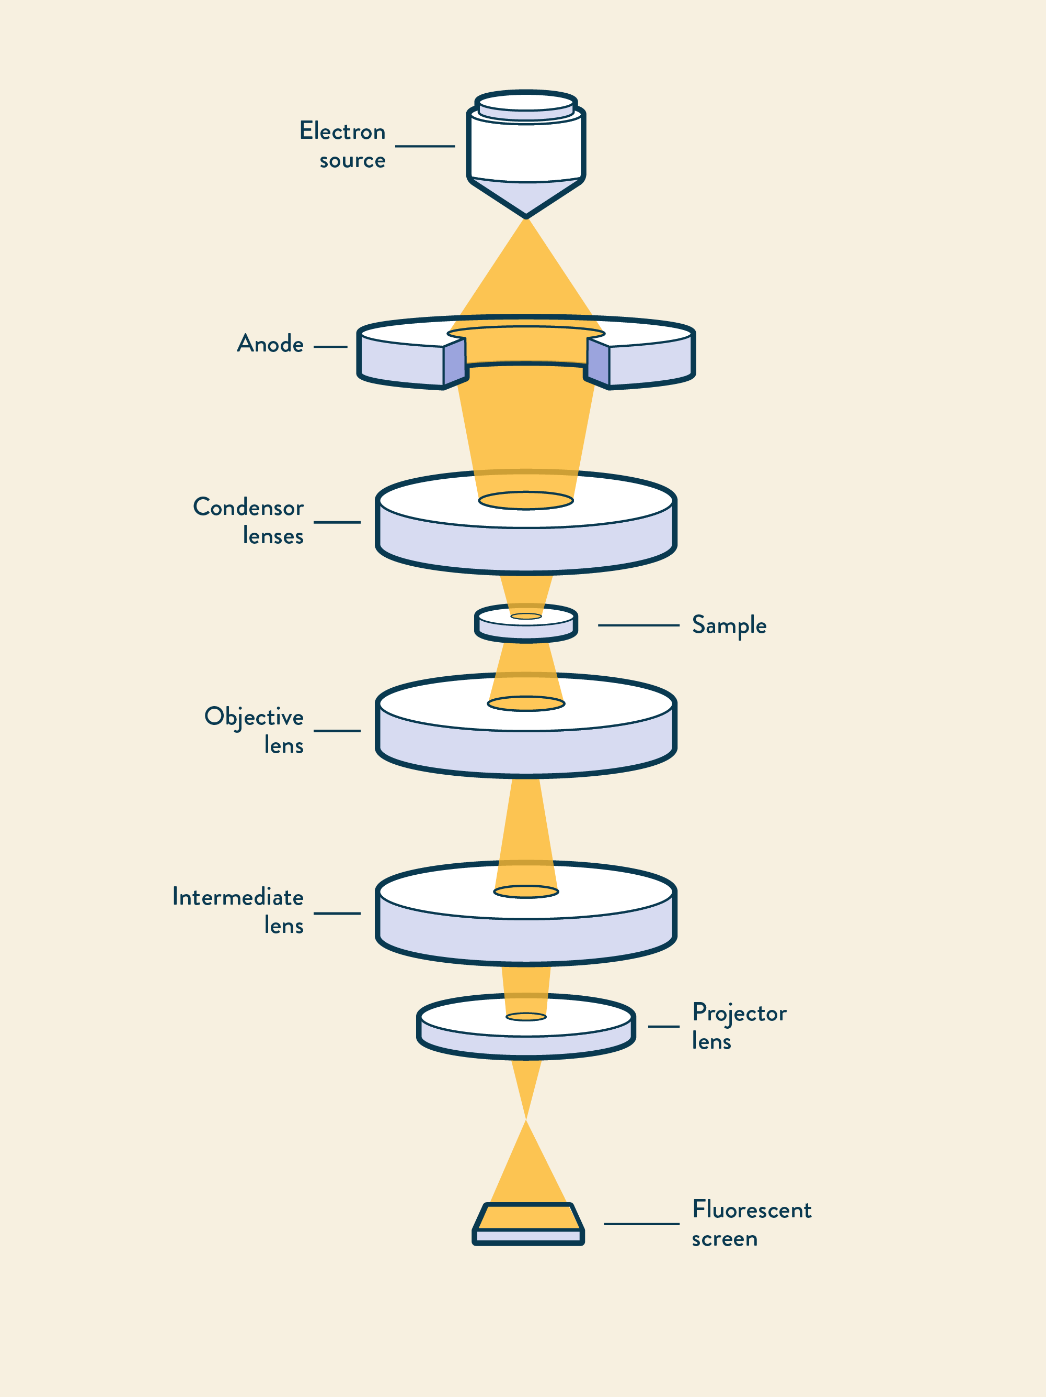 Electron
source
Anode
Condensor
lenses
Sample
Objective
lens
Intermediate
lens
Projector
lens
Fluorescent
screen